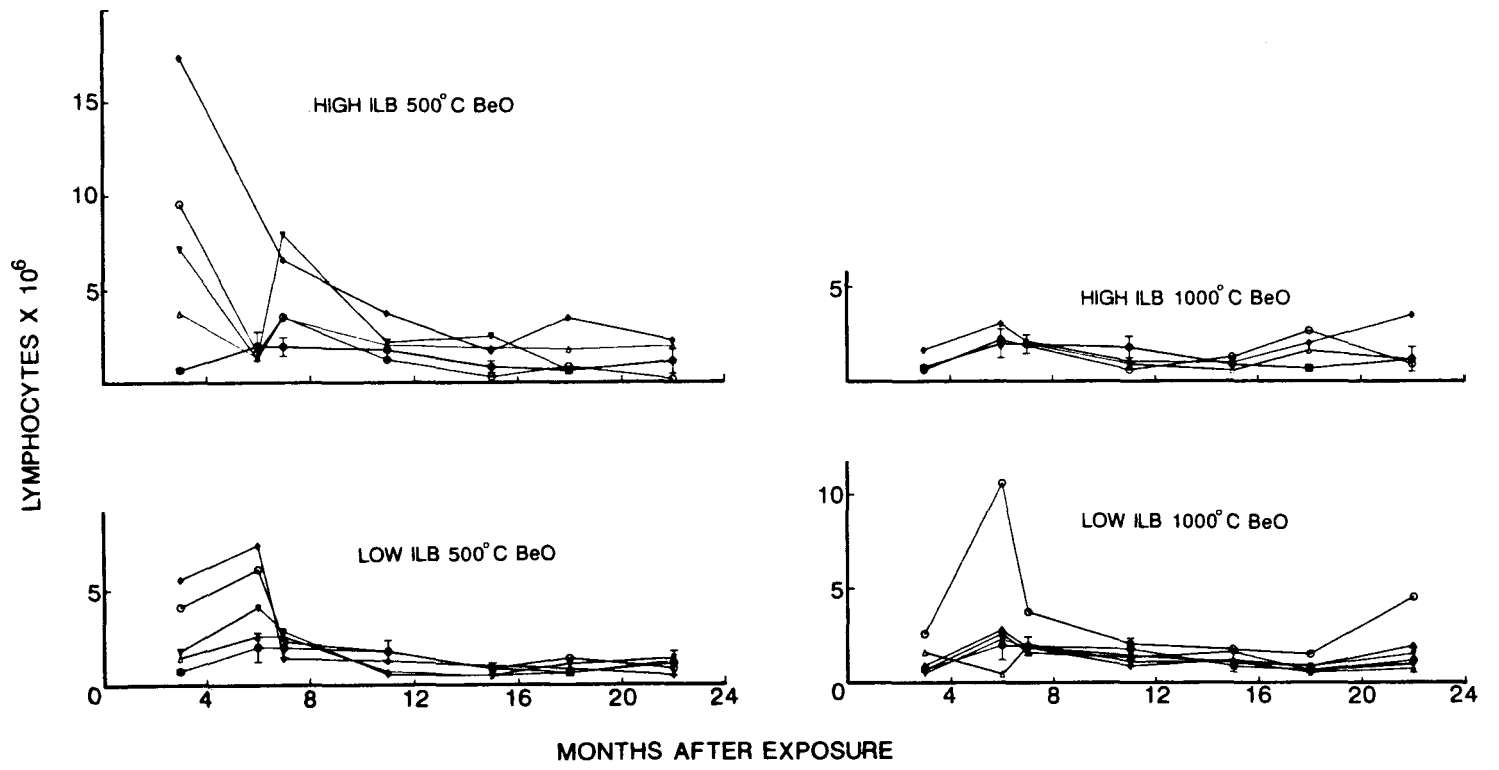 LYMPHOCYTES X 10⁶
15
10
5
HIGH ILB 500°C BeO
5
HIGH ILB 1000°C BeO
5
0 4 8 12 16 20 24
LOW ILB 500°C BeO
10
5
0 4 8 12 16 20 24
LOW ILB 1000°C BeO
MONTHS AFTER EXPOSURE